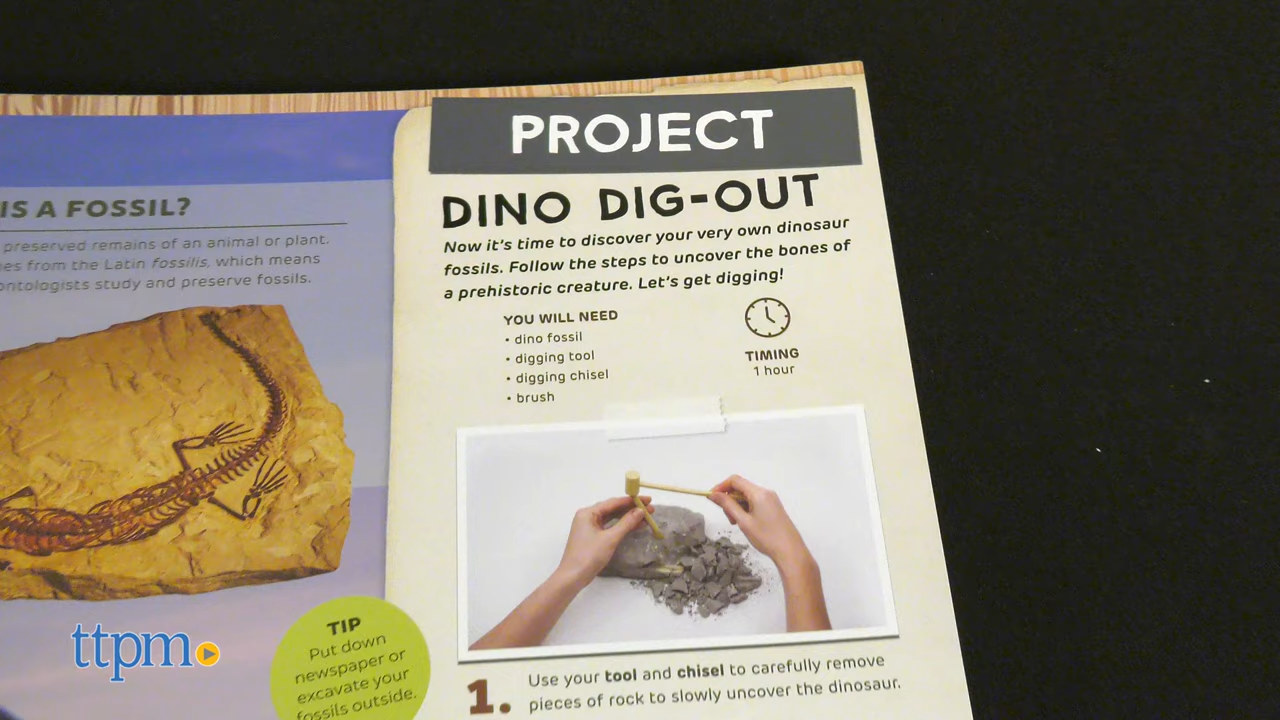 IS A FOSSIL?
preserved remains of an animal or plant.
from the Latin fossilis, which means
study and preserve fossils.
PROJECT
DINO DIG-OUT
Now it's time to discover your very own dinosaur
fossils. Follow the steps to uncover the bones of
a prehistoric creature. Let's get digging!
YOU WILL NEED
• dino fossil
• digging tool
• digging chisel
• brush
TIMING
1 hour
TIP
Put down
newspaper or
excavate your
fossils outside.
1.
Use your tool and chisel to carefully remove
pieces of rock to slowly uncover the dinosaur.
ttpm